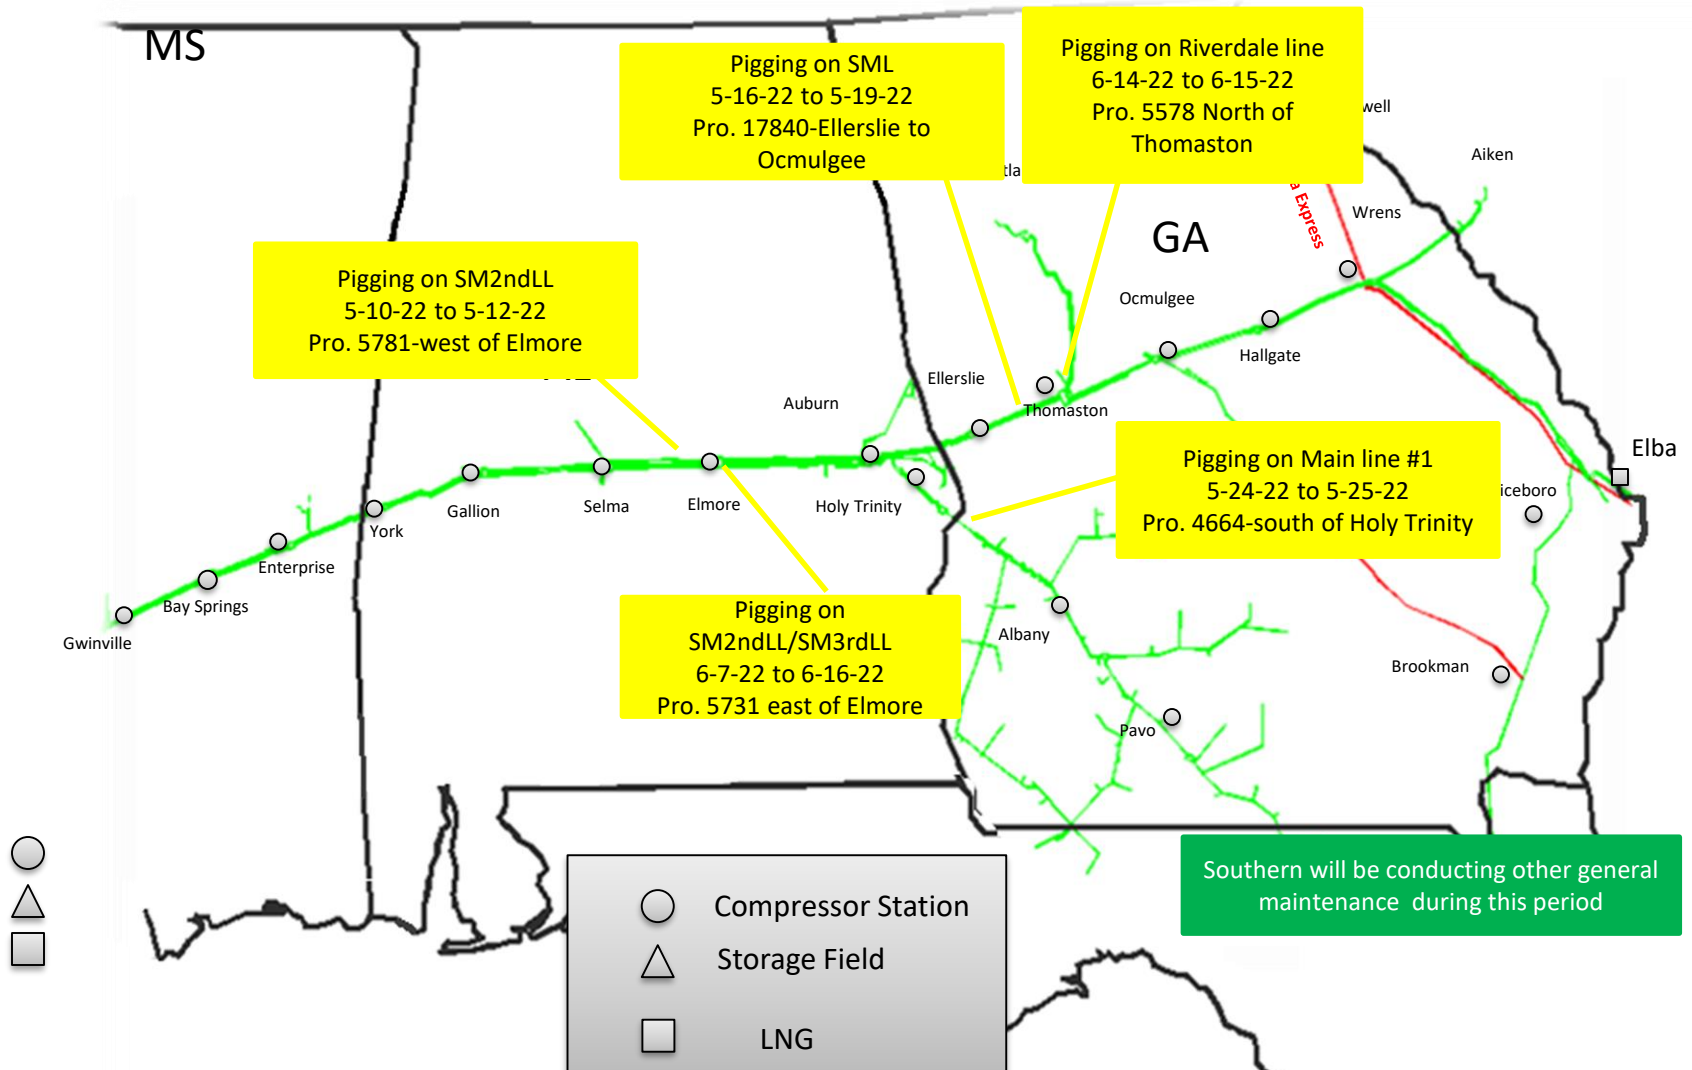 MS
Pigging on SML
5-16-22 to 5-19-22
Pro. 17840-Ellerslie to
Ocmulgee
Pigging on Riverdale line
6-14-22 to 6-15-22
Pro. 5578 North of
Thomaston
well
Aiken
tla
a Express
Wrens
GA
Pigging on SM2ndLL
5-10-22 to 5-12-22
Pro. 5781-west of Elmore
Ocmulgee
Hallgate
Ellerslie
Auburn
Thomaston
Elba
Pigging on Main line #1
5-24-22 to 5-25-22
Pro. 4664-south of Holy Trinity
iceboro
Holy Trinity
Elmore
Selma
Gallion
York
Enterprise
Bay Springs
Gwinville
Pigging on
SM2ndLL/SM3rdLL
6-7-22 to 6-16-22
Pro. 5731 east of Elmore
Albany
Brookman
Pavo
Southern will be conducting other general
maintenance during this period
Compressor Station
Storage Field
LNG